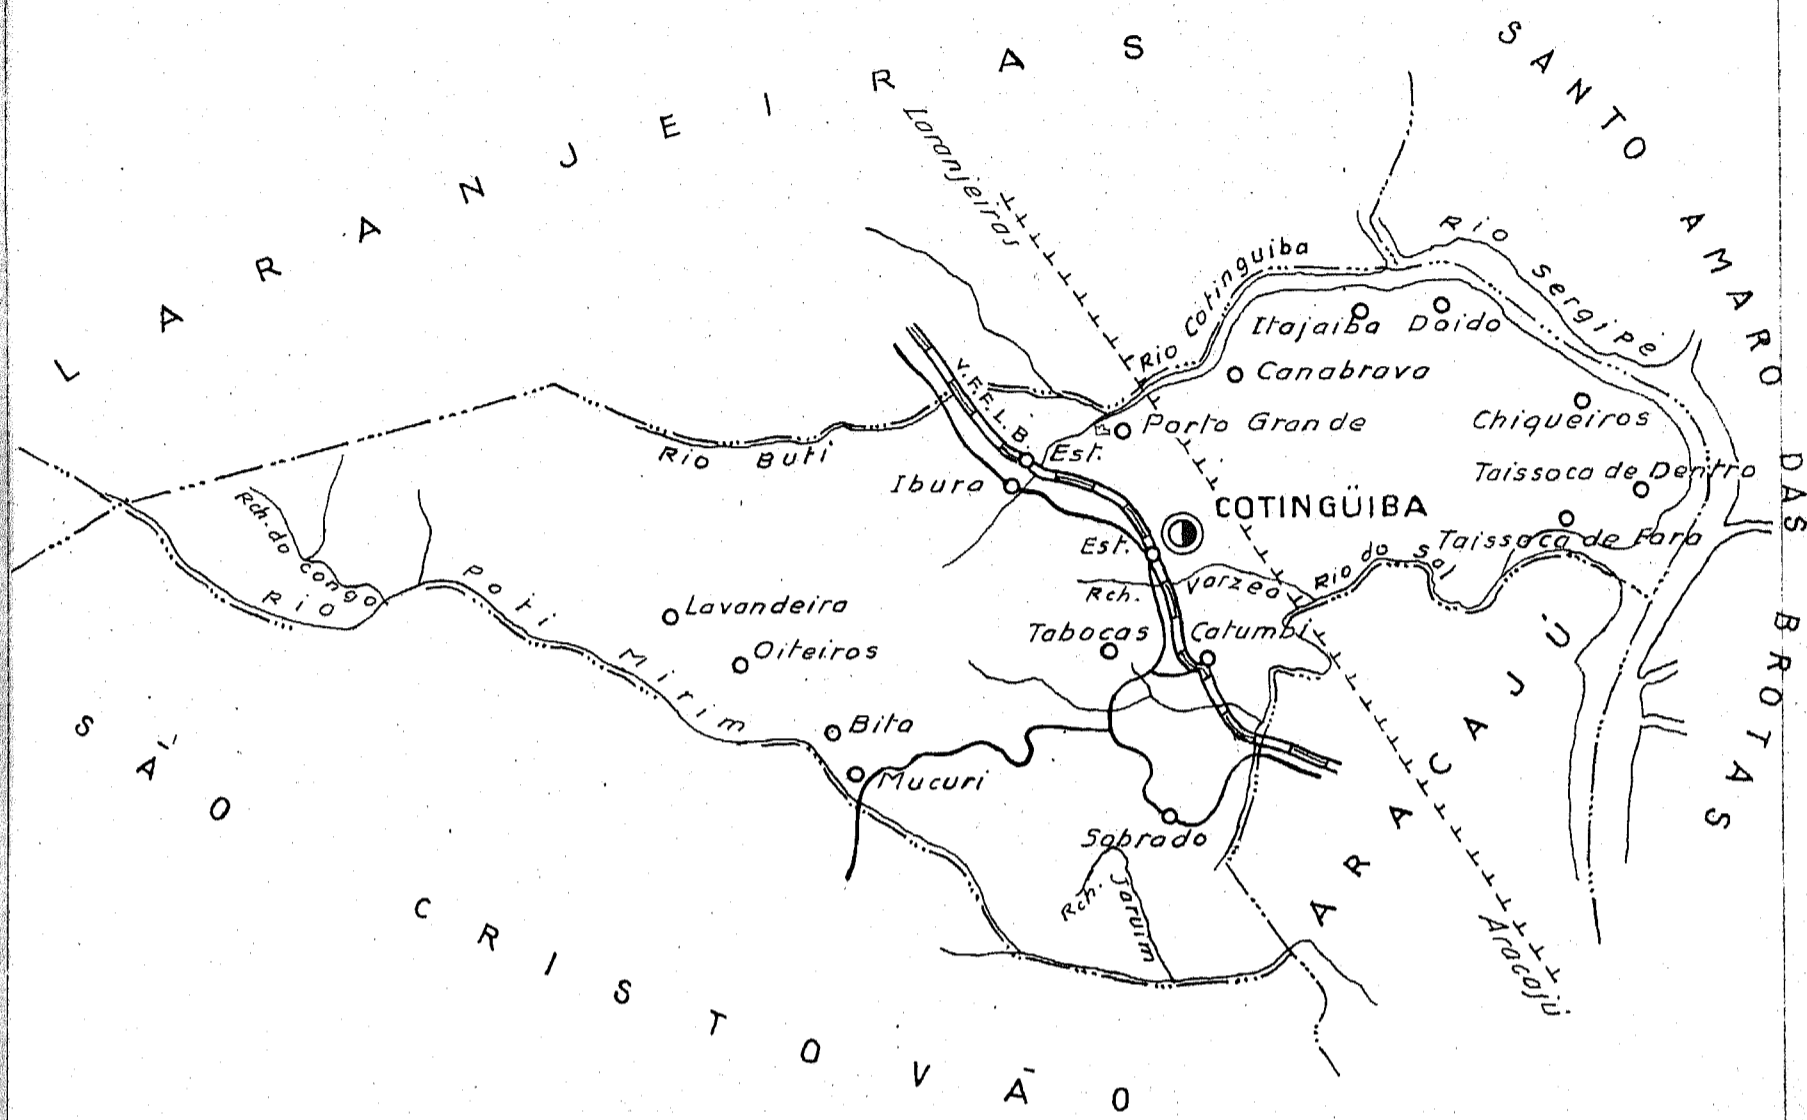 LARANJEIRAS
SANTO AMARO DAS BROTAS
Laranjeiras
Rio Sergipe
Rio Cotinguiba
Itajaiba
Doido
Canabrava
V.F.F.L.B.
Porto Grande
Chiqueiros
Rio Buti
Est.
Ibura
Taissoca de Dentro
COTINGÜIBA
Rch. do Congo
Est.
Taissoca de Fora
Rio do Sal
Rio Poti Mirim
Rch. Varzea
Lavandeira
Tabocas
Catumbi
Oiteiros
Bita
Mucuri
Sobrado
Rch. Jaruim
ARACAJÚ
Aracajú
SÃO CRISTOVÃO